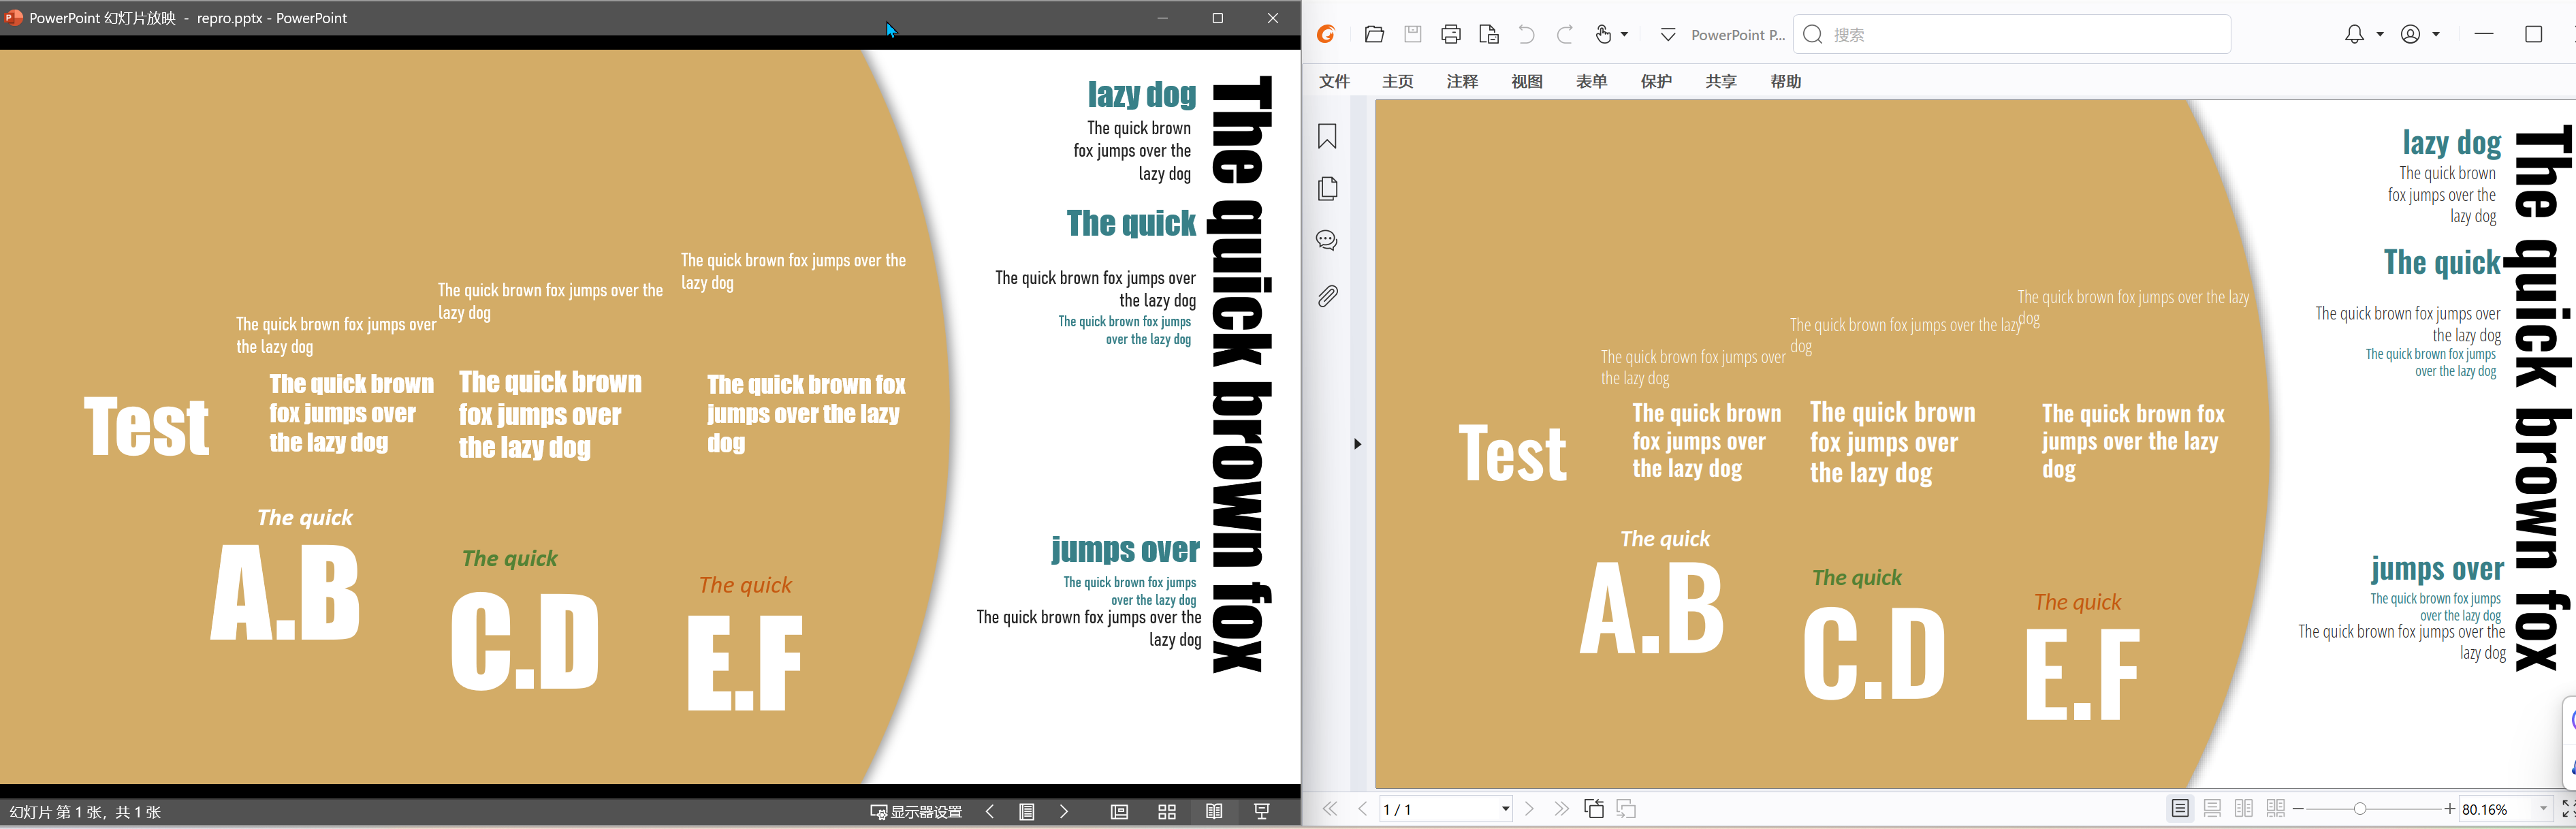 PowerPoint 幻灯片放映 - repro.pptx - PowerPoint
lazy dog
The quick brown
fox jumps over the
lazy dog
The quick
The quick brown fox jumps over
the lazy dog
The quick brown fox jumps
over the lazy dog
The quick brown fox
The quick brown fox jumps over the
lazy dog
The quick brown fox jumps over the
lazy dog
The quick brown fox jumps over
the lazy dog
Test
The quick brown
fox jumps over
the lazy dog
The quick brown
fox jumps over
the lazy dog
The quick brown fox
jumps over the lazy
dog
The quick
A.B
The quick
C.D
The quick
E.F
jumps over
The quick brown fox jumps
over the lazy dog
The quick brown fox jumps over the
lazy dog
幻灯片 第 1 张，共 1 张
显示器设置
PowerPoint P...
搜索
文件 主页 注释 视图 表单 保护 共享 帮助
lazy dog
The quick brown
fox jumps over the
lazy dog
The quick
The quick brown fox jumps over
the lazy dog
The quick brown fox jumps
over the lazy dog
The quick brown fox
The quick brown fox jumps over the lazy
dog
The quick brown fox jumps over the lazy
dog
The quick brown fox jumps over
the lazy dog
Test
The quick brown
fox jumps over
the lazy dog
The quick brown
fox jumps over
the lazy dog
The quick brown fox
jumps over the lazy
dog
The quick
A.B
The quick
C.D
The quick
E.F
jumps over
The quick brown fox jumps
over the lazy dog
The quick brown fox jumps over the
lazy dog
1 / 1
80.16%